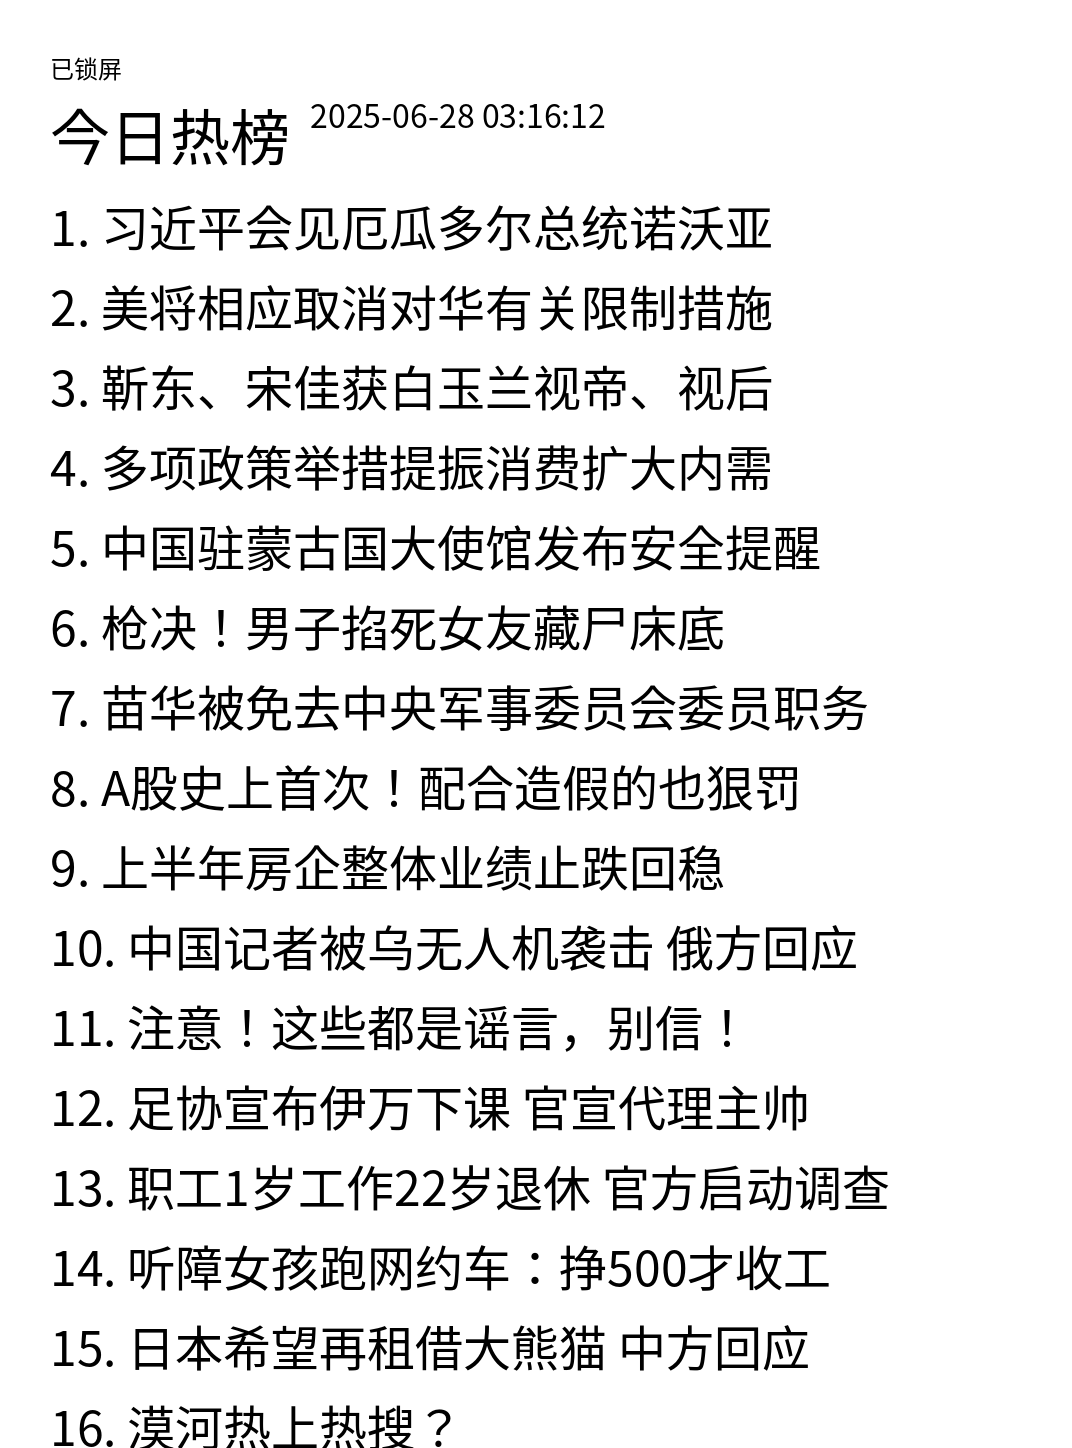 已锁屏
今日热榜 2025-06-28 03:16:12
1. 习近平会见厄瓜多尔总统诺沃亚
2. 美将相应取消对华有关限制措施
3. 靳东、宋佳获白玉兰视帝、视后
4. 多项政策举措提振消费扩大内需
5. 中国驻蒙古国大使馆发布安全提醒
6. 枪决！男子掐死女友藏尸床底
7. 苗华被免去中央军事委员会委员职务
8. A股史上首次！配合造假的也狠罚
9. 上半年房企整体业绩止跌回稳
10. 中国记者被乌无人机袭击 俄方回应
11. 注意！这些都是谣言，别信！
12. 足协宣布伊万下课 官宣代理主帅
13. 职工1岁工作22岁退休 官方启动调查
14. 听障女孩跑网约车：挣500才收工
15. 日本希望再租借大熊猫 中方回应
16. 漠河热上热搜？